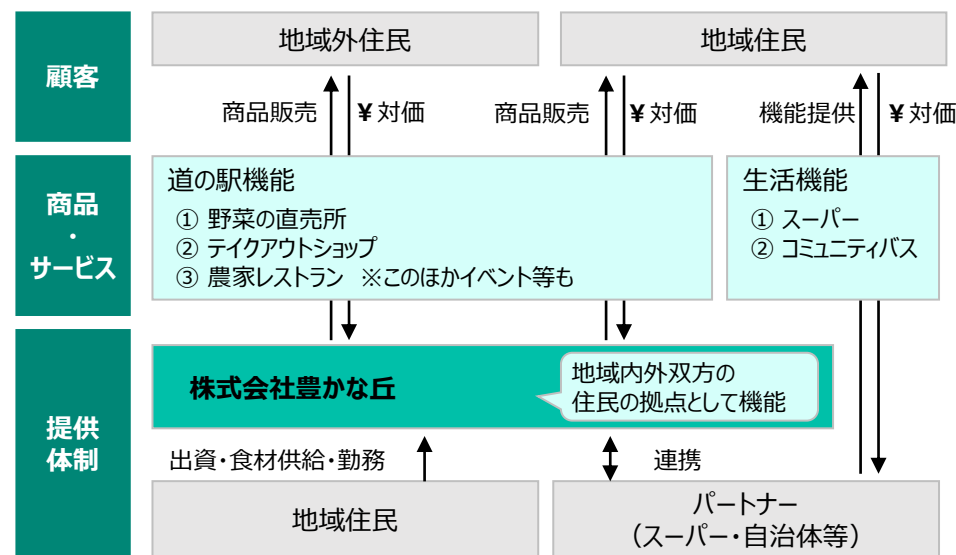 顧客
地域外住民
地域住民
商品販売
¥ 対価
商品販売
¥ 対価
機能提供
¥ 対価
商品
・
サービス
道の駅機能
① 野菜の直売所
② テイクアウトショップ
③ 農家レストラン ※このほかイベント等も
生活機能
① スーパー
② コミュニティバス
提供
体制
株式会社豊かな丘
地域内外双方の
住民の拠点として機能
出資・食材供給・勤務
連携
地域住民
パートナー
（スーパー・自治体等）